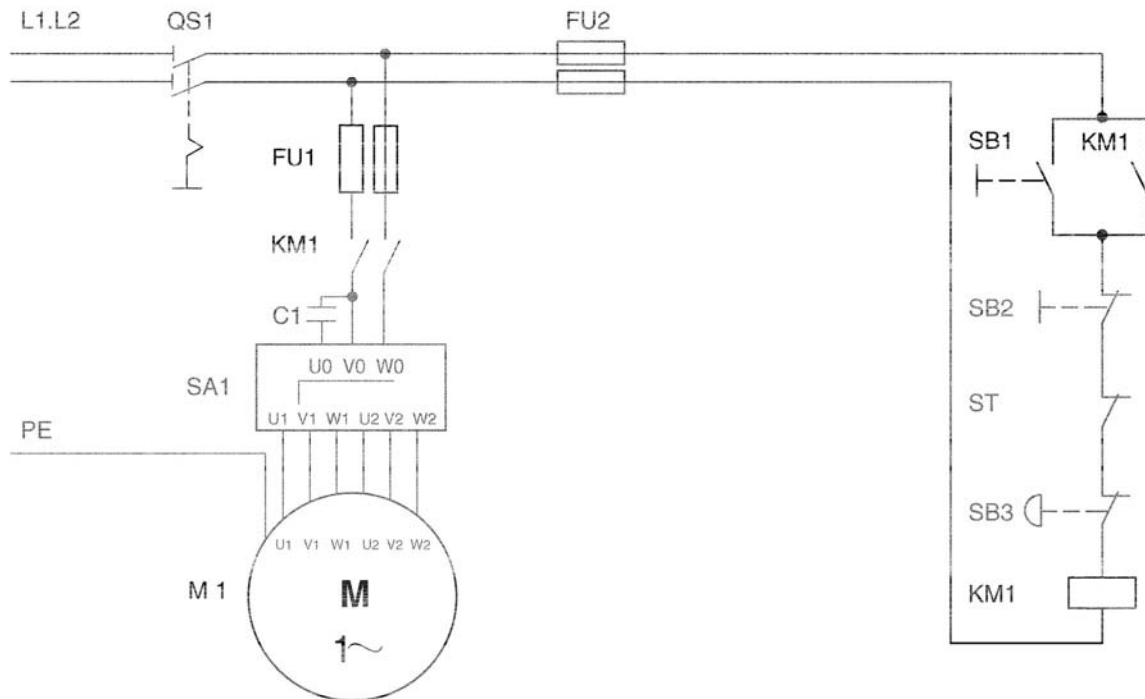 L1.L2 QS1 FU2
FU1
SB1 KM1
KM1
C1
SB2
U0 V0 W0
SA1
U1 V1 W1 U2 V2 W2
ST
PE
SB3
U1 V1 W1 U2 V2 W2
M 1 M
KM1
1~